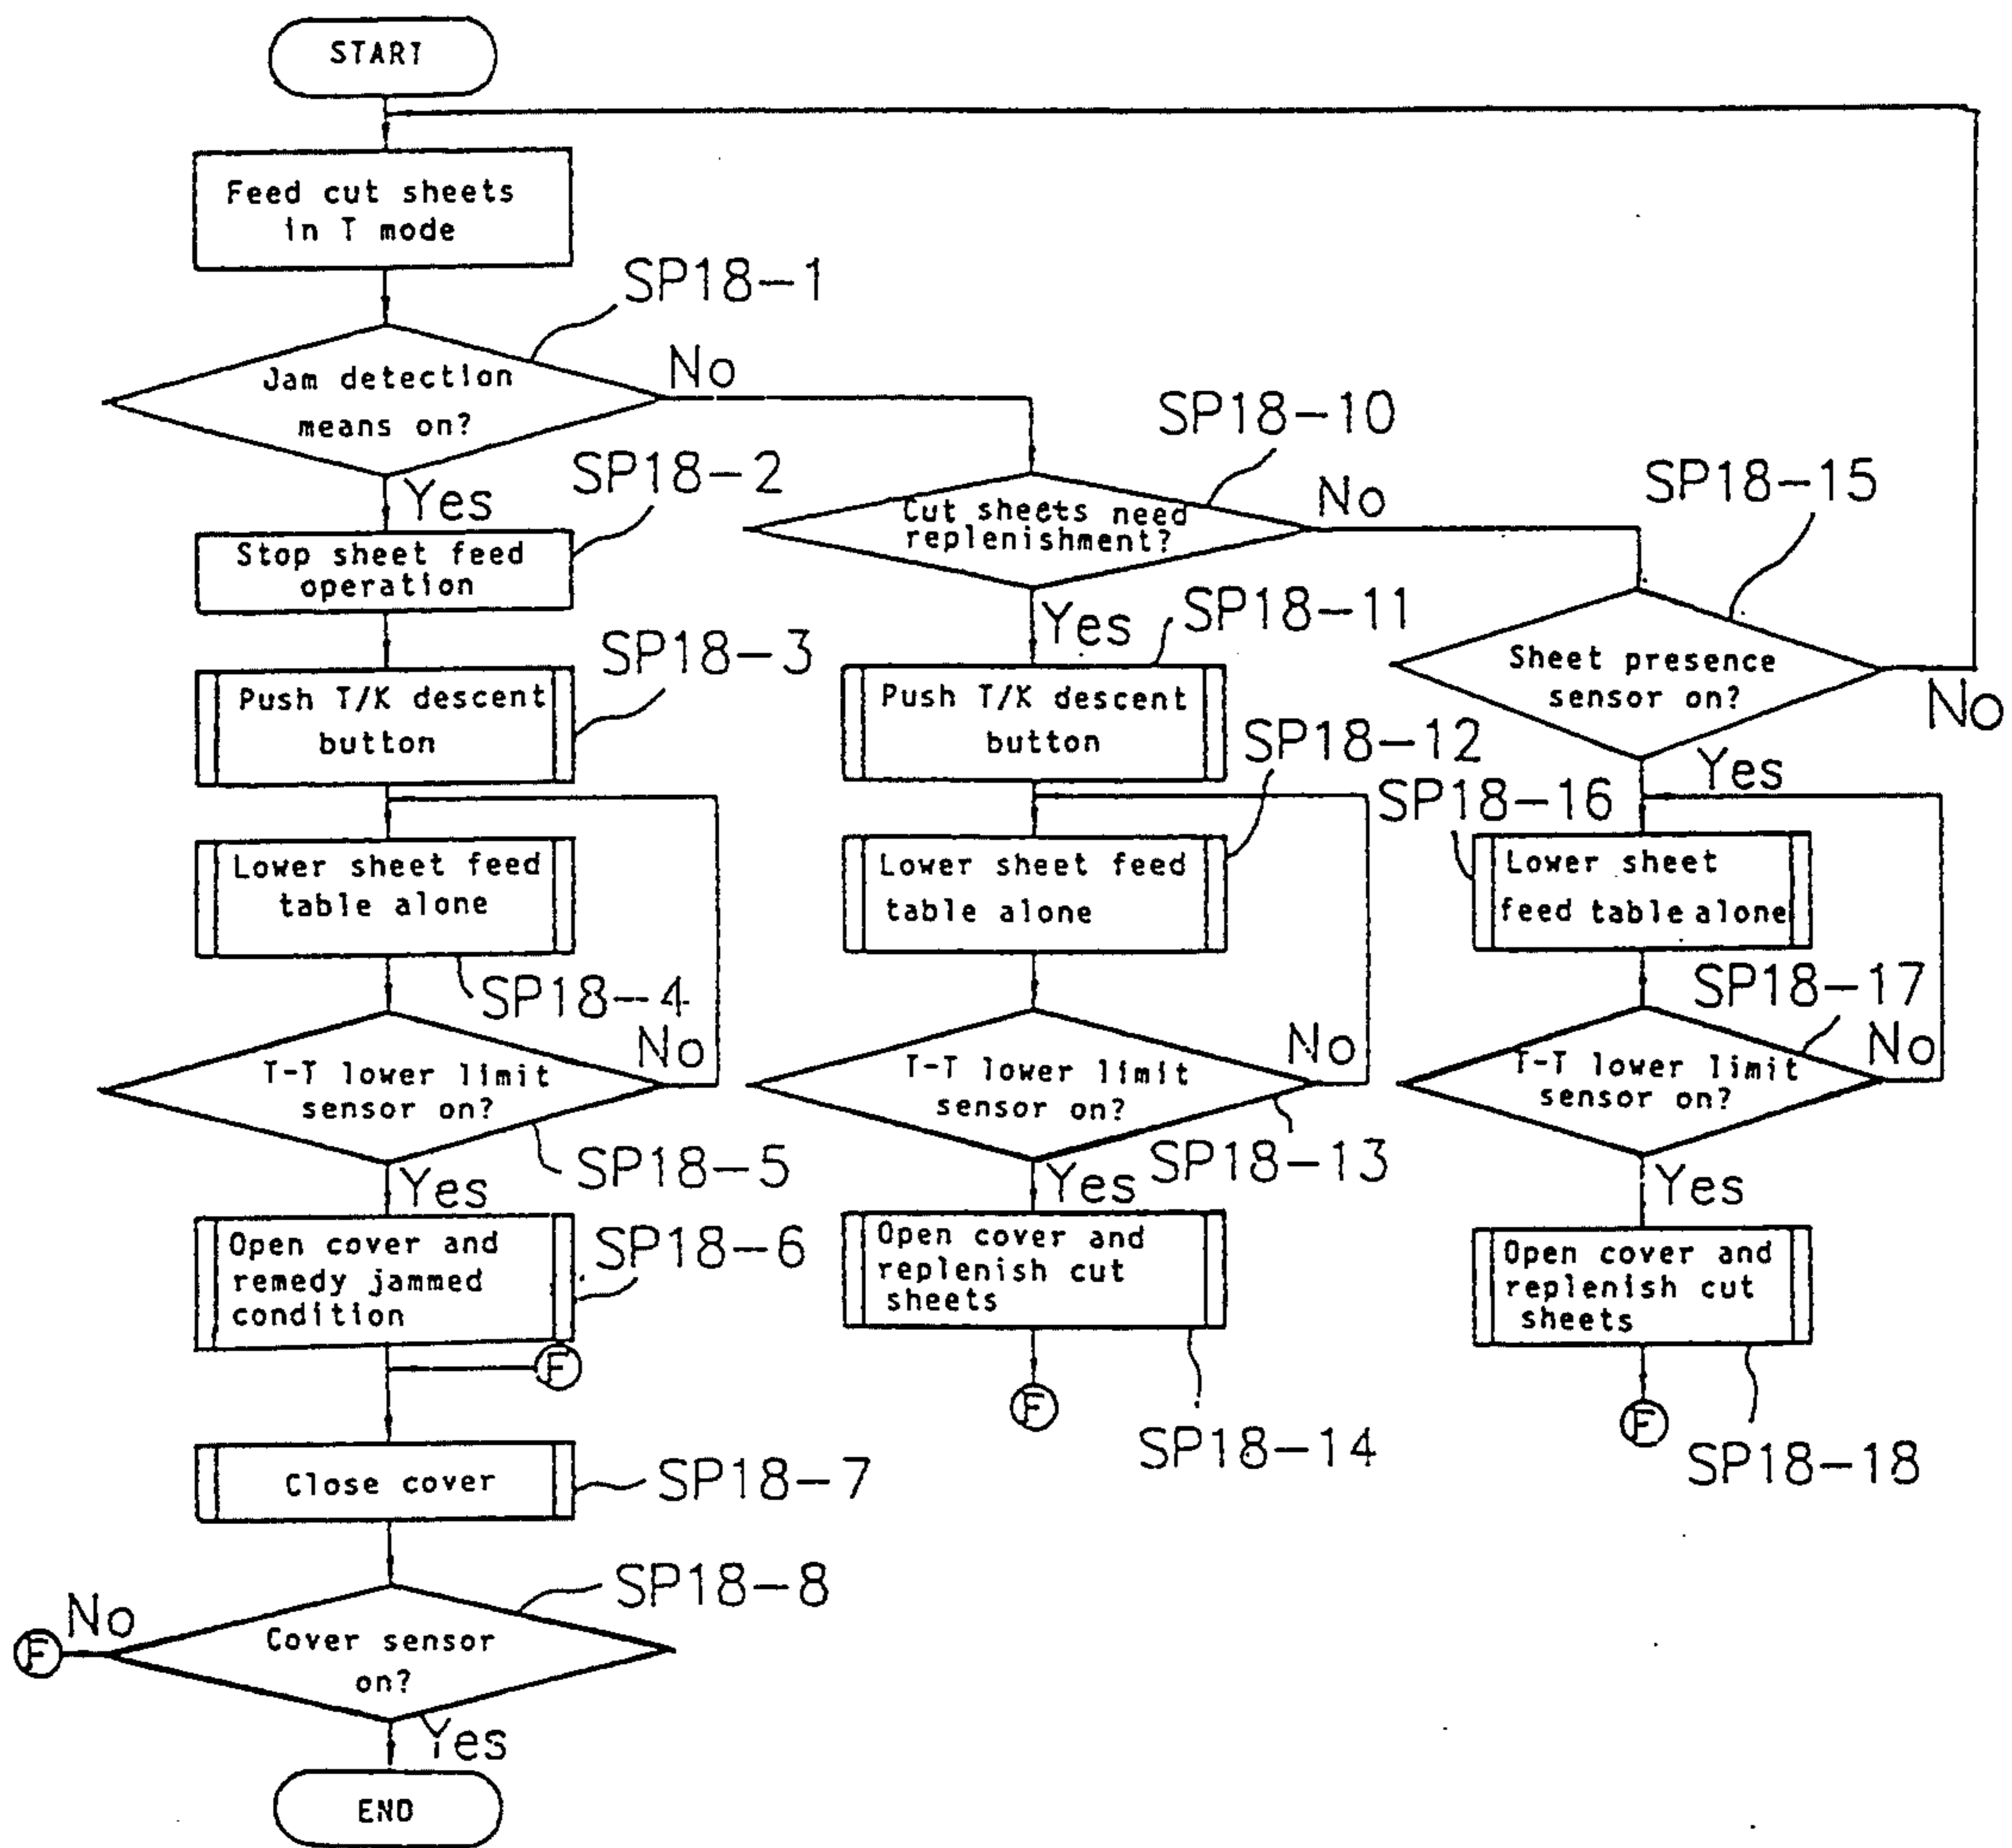 START
Feed cut sheets
in T mode
SP18-1
Jam detection
means on?
No
Yes
SP18-2
Stop sheet feed
operation
SP18-3
Push T/K descent
button
Lower sheet feed
table alone
SP18-4
T-T lower limit
sensor on?
No
SP18-5
Yes
Open cover and
remedy jammed
condition
SP18-6
F
Close cover
SP18-7
SP18-8
Cover sensor
on?
No
F
Yes
END
SP18-10
Cut sheets need
replenishment?
No
Yes
SP18-11
Push T/K descent
button
SP18-12
Lower sheet feed
table alone
T-T lower limit
sensor on?
No
SP18-13
Yes
Open cover and
replenish cut
sheets
SP18-14
F
SP18-15
Sheet presence
sensor on?
No
Yes
SP18-16
Lower sheet
feed table alone
SP18-17
T-T lower limit
sensor on?
No
Yes
Open cover and
replenish cut
sheets
SP18-18
F